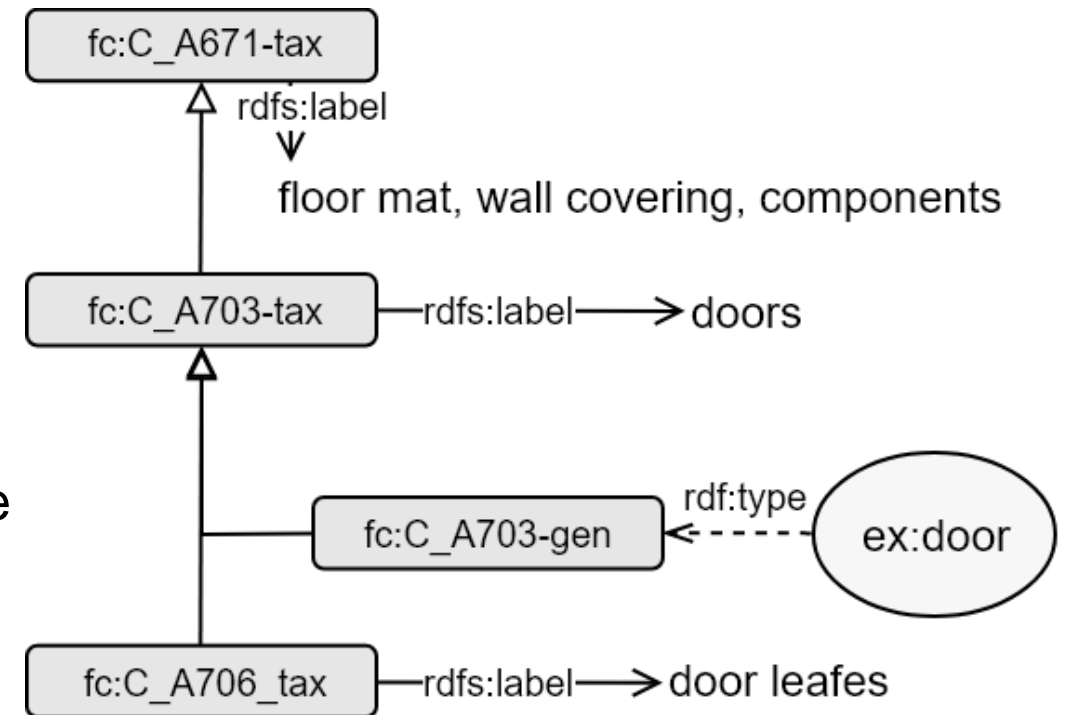 fc:C_A671-tax
rdfs:label
floor mat, wall covering, components
fc:C_A703-tax
rdfs:label
doors
e
rdf:type
fc:C_A703-gen
ex:door
fc:C_A706_tax
rdfs:label
door leafes